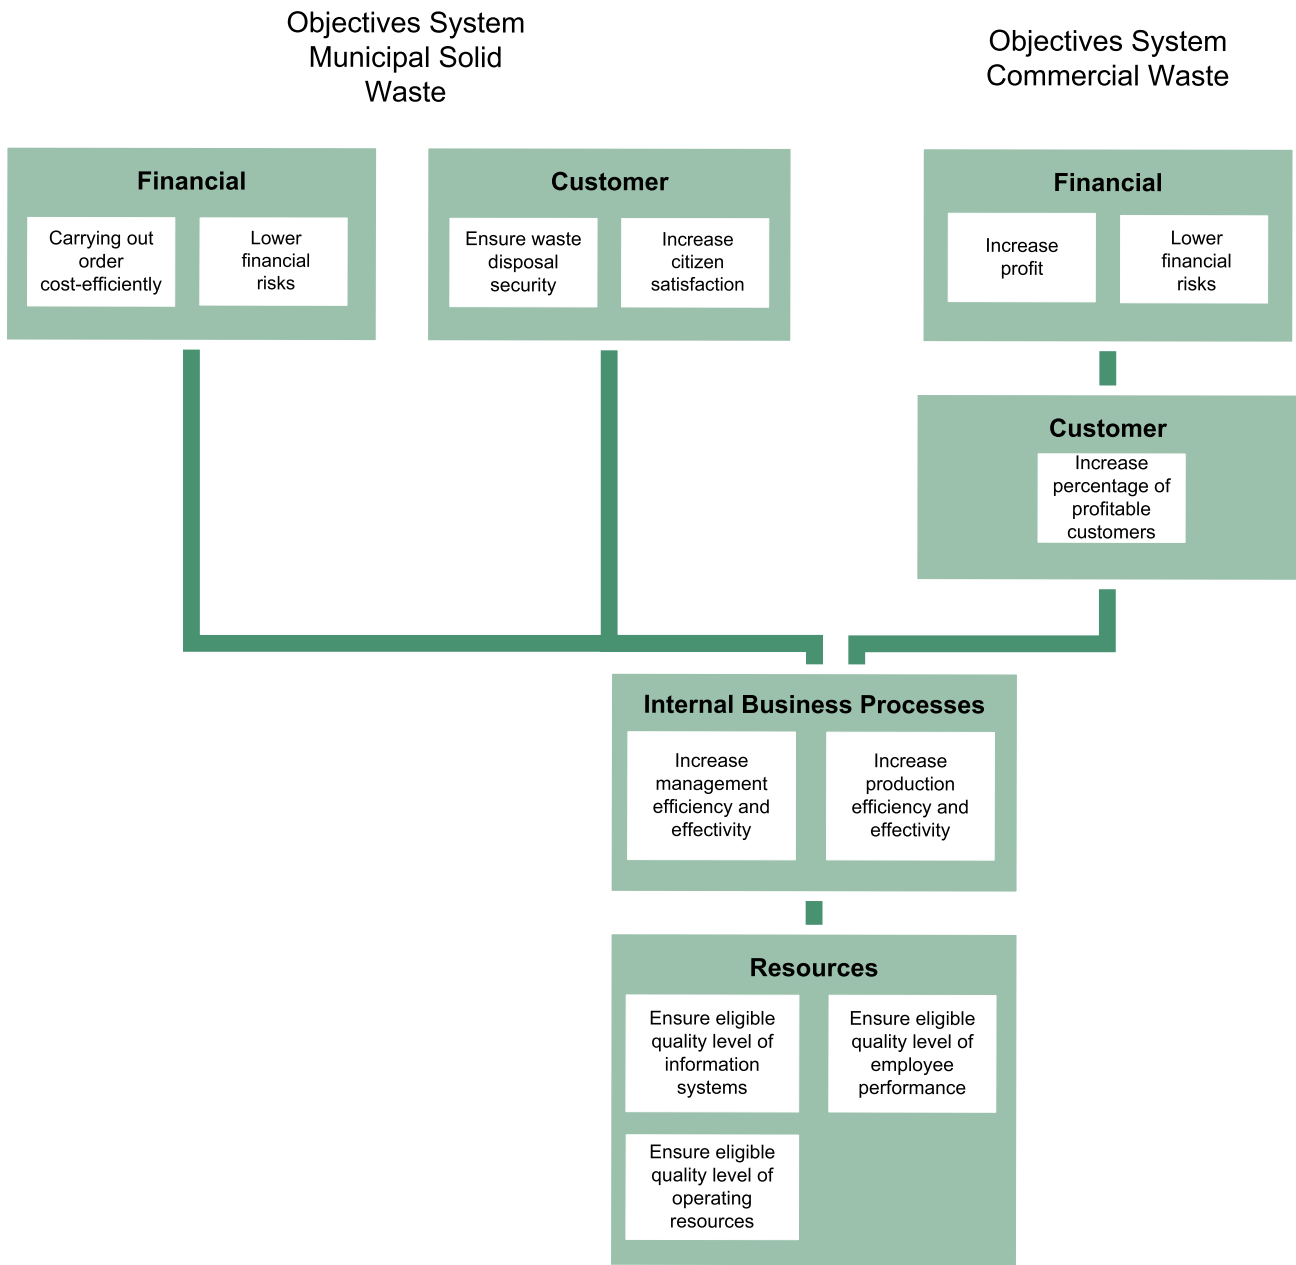 Objectives System
Municipal Solid
Waste
Objectives System
Commercial Waste
Financial
Carrying out
order
cost-efficiently
Lower
financial
risks
Customer
Ensure waste
disposal
security
Increase
citizen
satisfaction
Financial
Increase
profit
Lower
financial
risks
Customer
Increase
percentage of
profitable
customers
Internal Business Processes
Increase
management
efficiency and
effectivity
Increase
production
efficiency and
effectivity
Resources
Ensure eligible
quality level of
information
systems
Ensure eligible
quality level of
employee
performance
Ensure eligible
quality level of
operating
resources